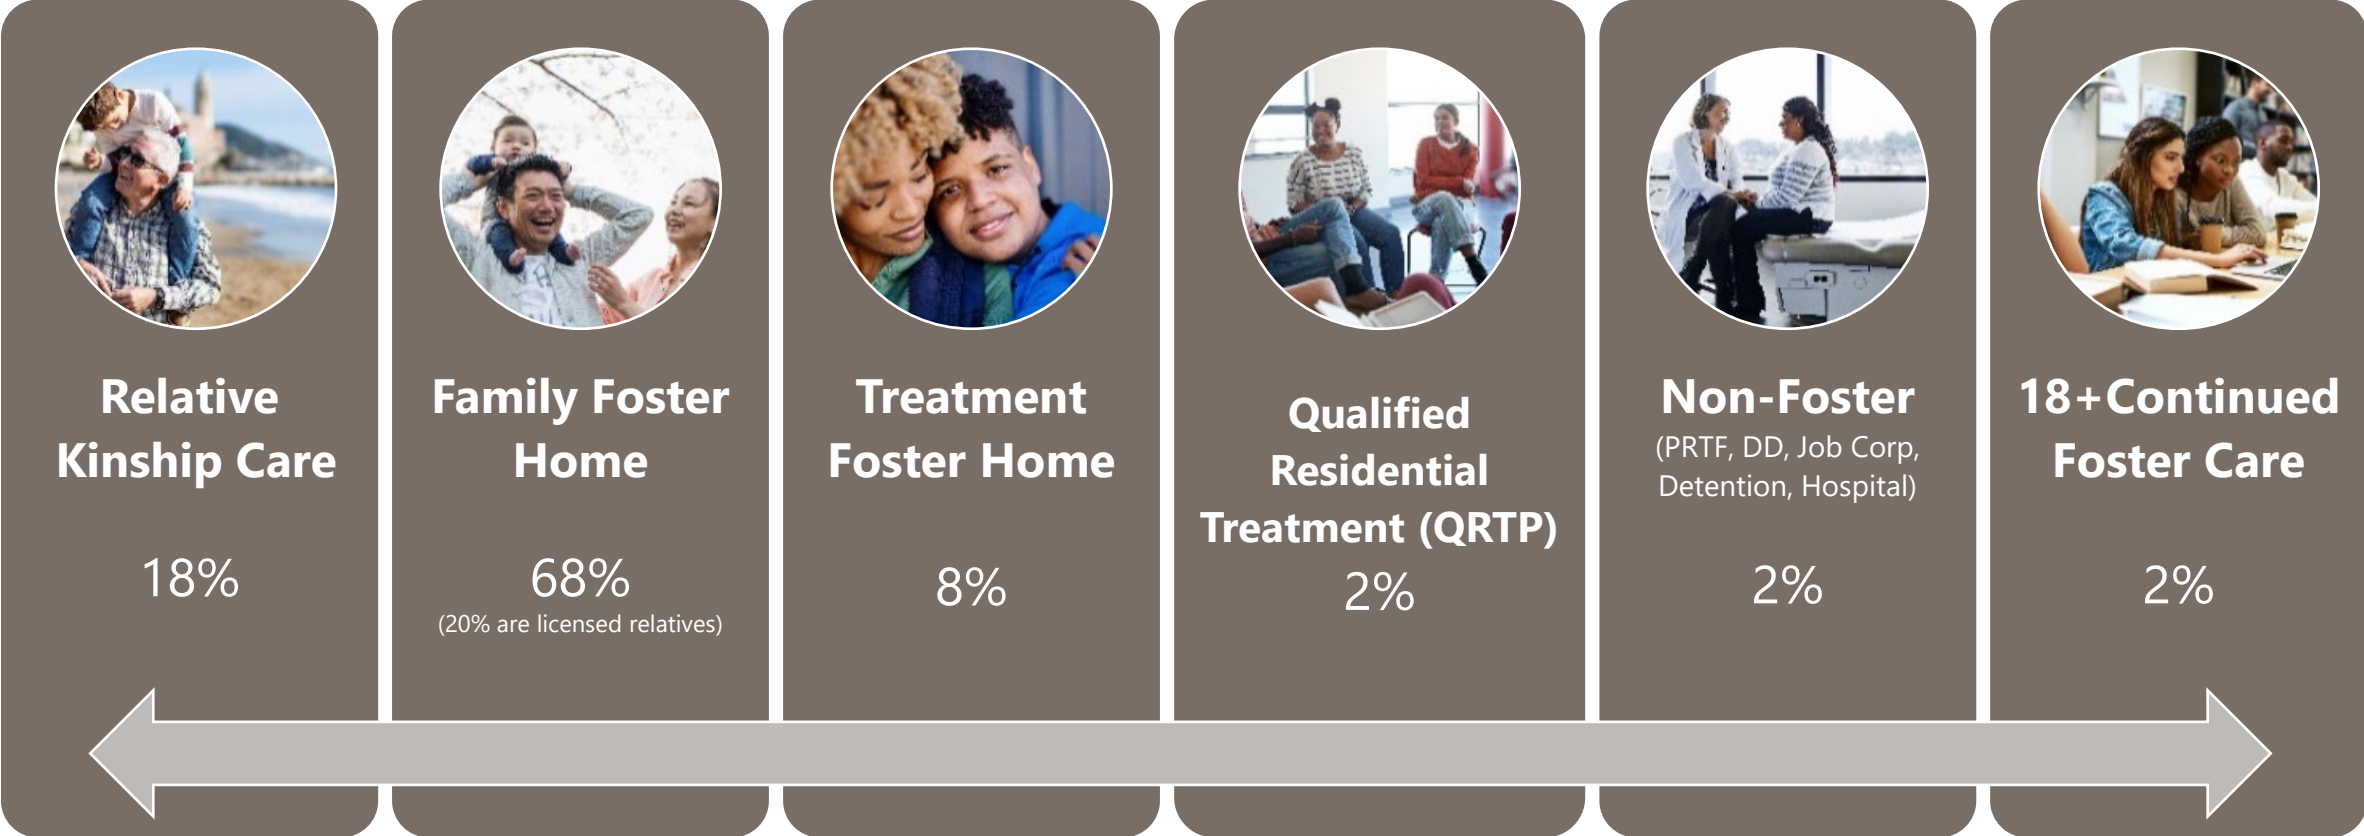 Relative
Kinship Care
18%
Family Foster
Home
68%
(20% are licensed relatives)
Treatment
Foster Home
8%
Qualified
Residential
Treatment (QRTP)
2%
Non-Foster
(PRTF, DD, Job Corp,
Detention, Hospital)
2%
18+Continued
Foster Care
2%